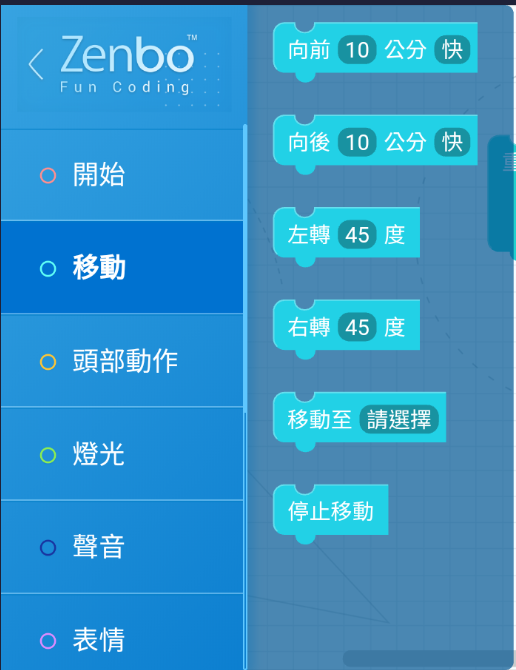 Zenbo™
Fun Coding
開始
移動
頭部動作
燈光
聲音
表情
向前 10 公分 快
向後 10 公分 快
左轉 45 度
右轉 45 度
移動至 請選擇
停止移動